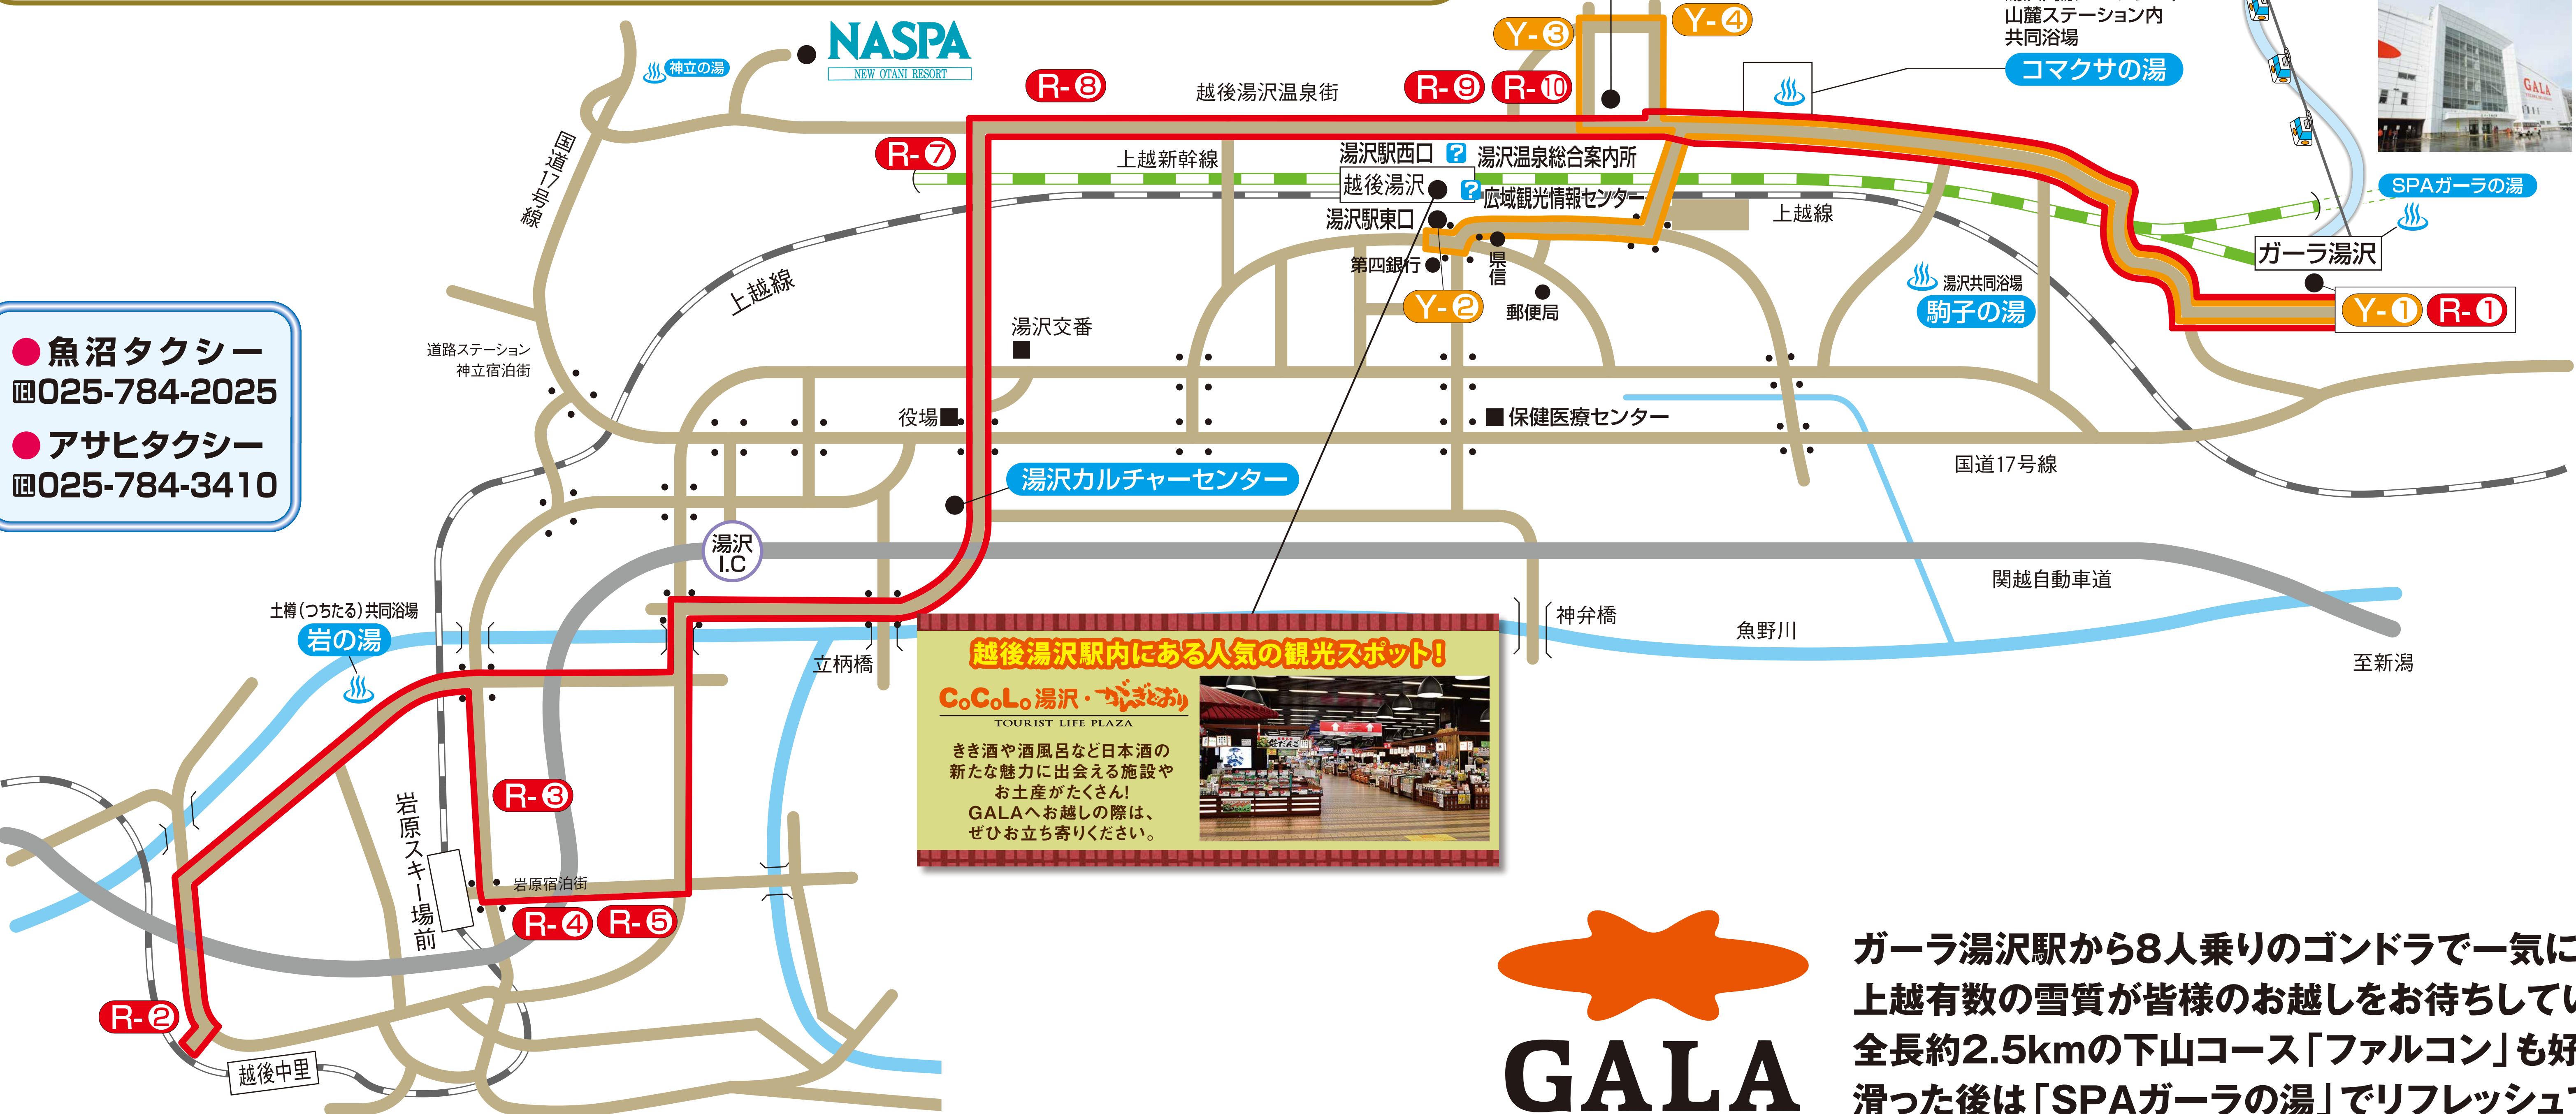 山麓ステーション内
共同浴場
コマクサの湯
GALA
NASPA
NEW OTANI RESORT
神立の湯
Y-③
Y-④
R-⑧
越後湯沢温泉街
R-⑨
R-⑩
R-⑦
国道17号線
上越新幹線
湯沢駅西口
?
湯沢温泉総合案内所
越後湯沢
?
広域観光情報センター
湯沢駅東口
上越線
SPAガーラの湯
ガーラ湯沢
第四銀行
県信
Y-②
郵便局
湯沢共同浴場
駒子の湯
Y-①
R-①
上越線
湯沢交番
道路ステーション
神立宿泊街
魚沼タクシー
TEL025-784-2025
アサヒタクシー
TEL025-784-3410
役場
保健医療センター
国道17号線
湯沢カルチャーセンター
湯沢
I.C
関越自動車道
土樽(つちたる)共同浴場
岩の湯
立柄橋
神弁橋
魚野川
至新潟
越後湯沢駅内にある人気の観光スポット!
CoCoLo湯沢・がんぎどおり
TOURIST LIFE PLAZA
きき酒や酒風呂など日本酒の
新たな魅力に出会える施設や
お土産がたくさん!
GALAへお越しの際は、
ぜひお立ち寄りください。
R-③
岩原スキー場前
岩原宿泊街
R-④
R-⑤
R-②
越後中里
GALA
ガーラ湯沢駅から8人乗りのゴンドラで一気に
上越有数の雪質が皆様のお越しをお待ちしてい
全長約2.5kmの下山コース「ファルコン」も好
滑った後は「SPAガーラの湯」でリフレッシュ